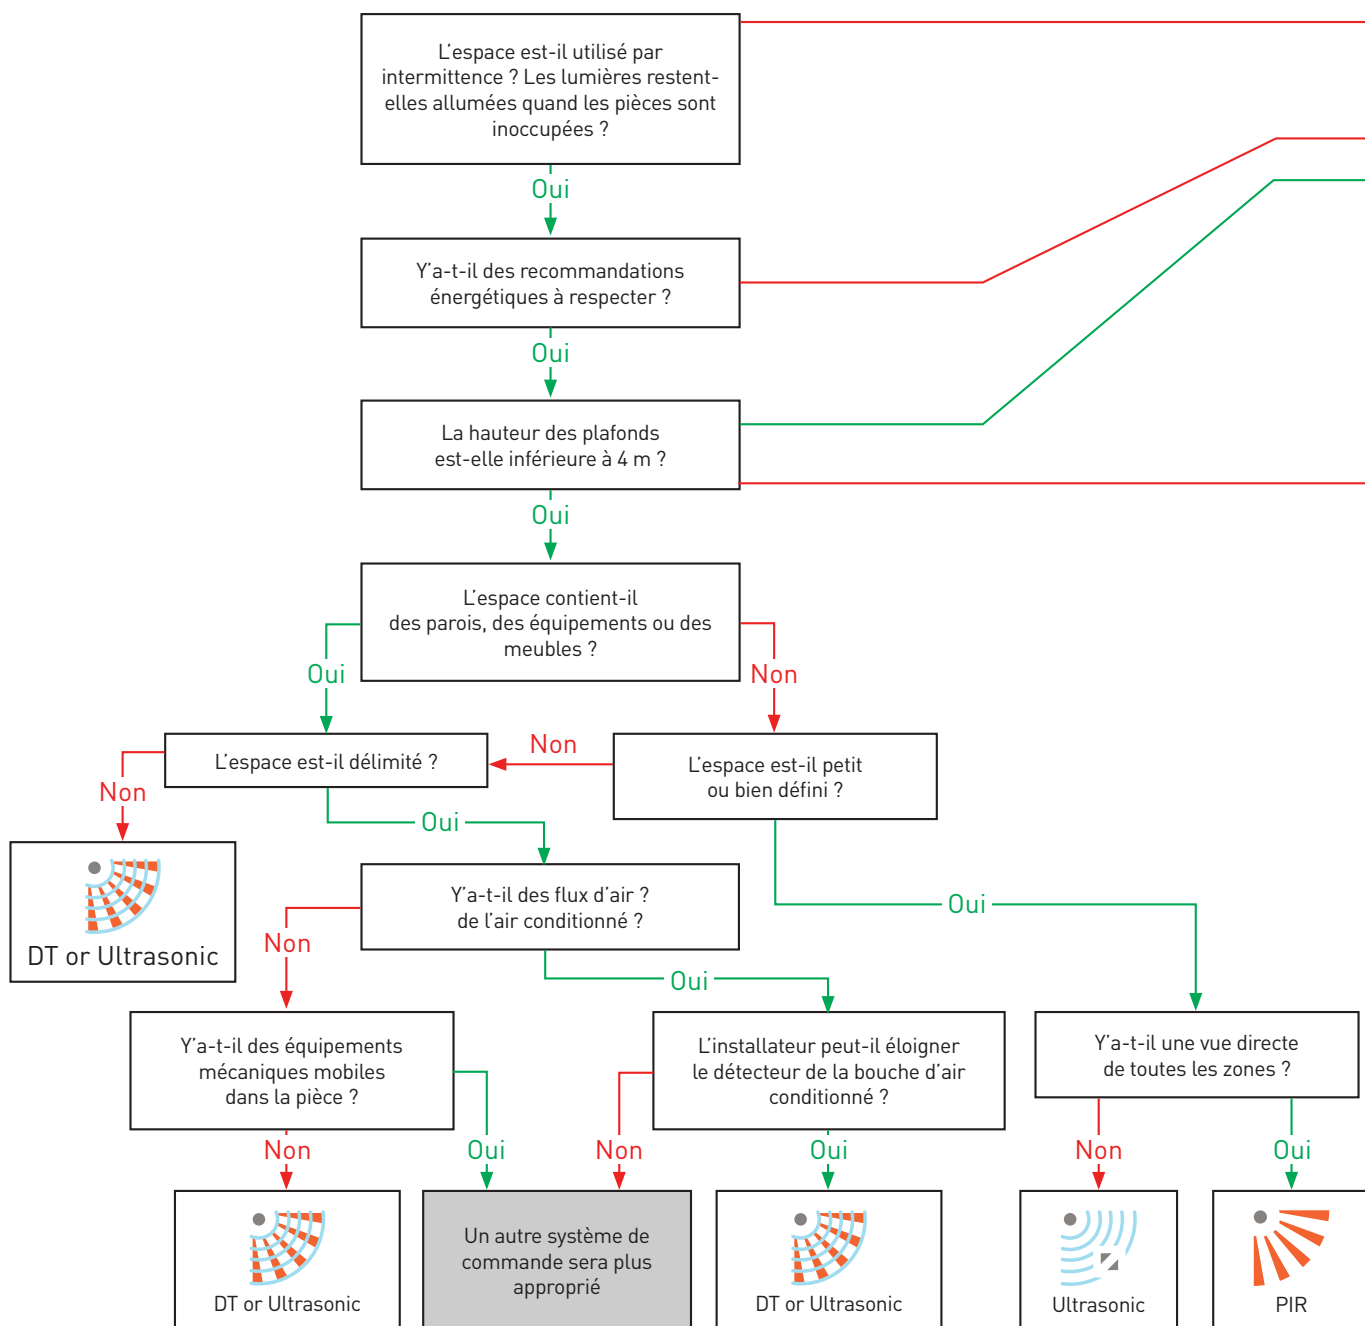 L'espace est-il utilisé par
intermittence ? Les lumières restent-
elles allumées quand les pièces sont
inoccupées ?
Oui
Y'a-t-il des recommandations
énergétiques à respecter ?
Oui
La hauteur des plafonds
est-elle inférieure à 4 m ?
Oui
L'espace contient-il
des parois, des équipements ou des
meubles ?
Oui
Non
L'espace est-il délimité ?
Non
L'espace est-il petit
ou bien défini ?
Non
Oui
DT or Ultrasonic
Y'a-t-il des flux d'air ?
de l'air conditionné ?
Oui
Non
Oui
Y'a-t-il des équipements
mécaniques mobiles
dans la pièce ?
L'installateur peut-il éloigner
le détecteur de la bouche d'air
conditionné ?
Y'a-t-il une vue directe
de toutes les zones ?
Non
Oui
Non
Oui
Non
Oui
DT or Ultrasonic
Un autre système de
commande sera plus
approprié
DT or Ultrasonic
Ultrasonic
PIR